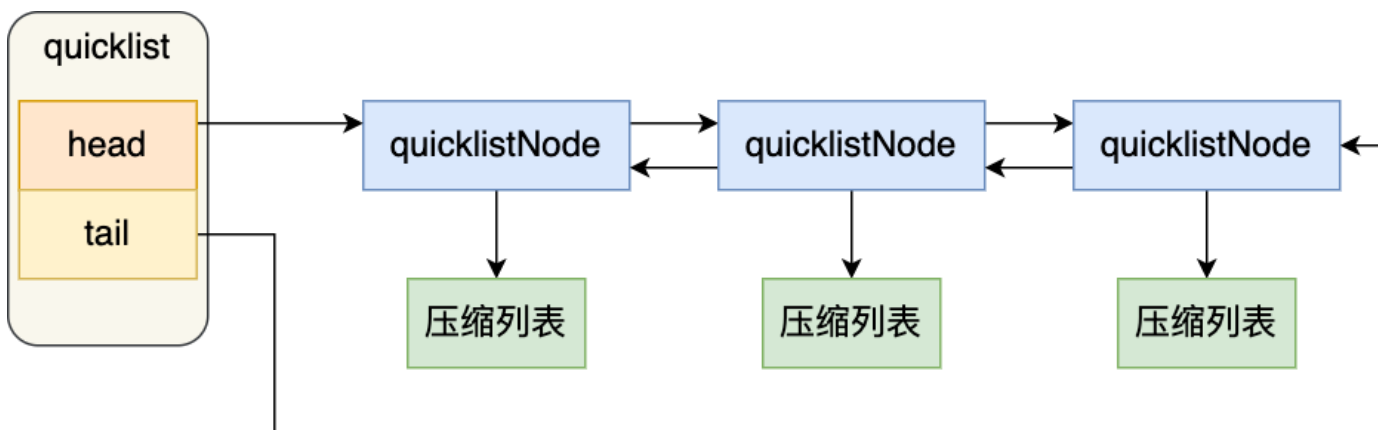 quicklist
head
tail
quicklistNode
quicklistNode
quicklistNode
压缩列表
压缩列表
压缩列表